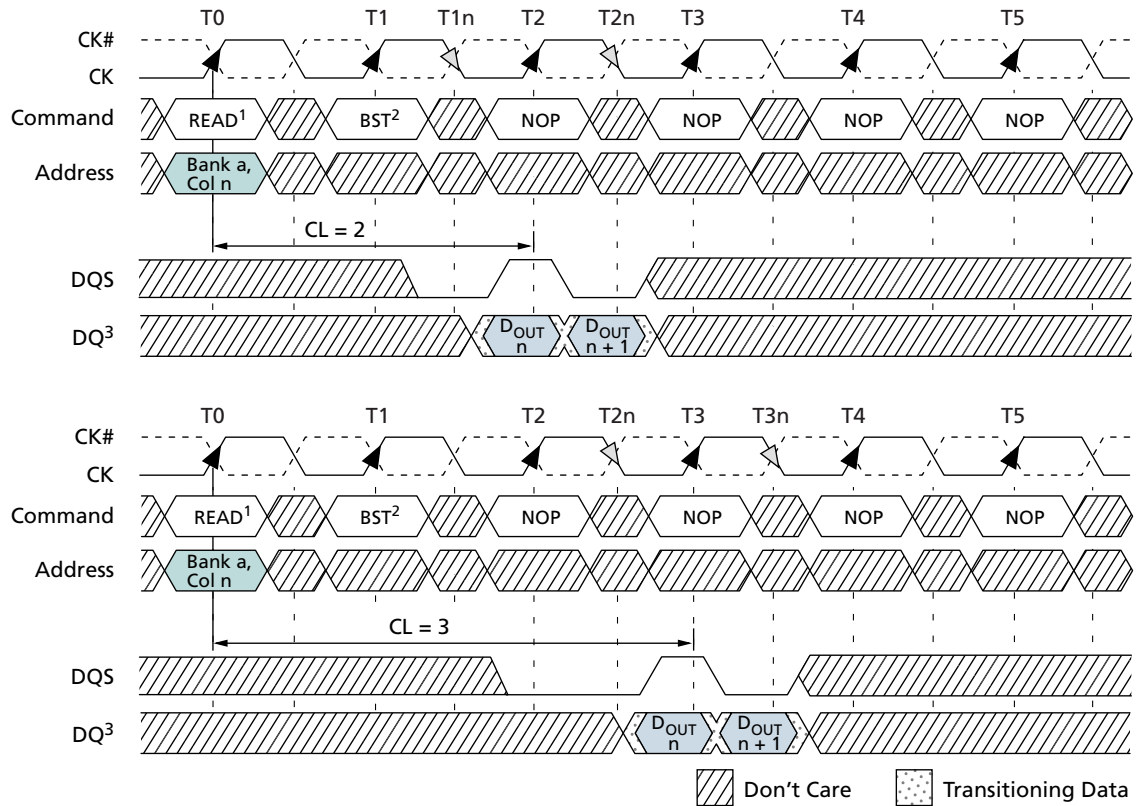 T0 T1 T1n T2 T2n T3 T4 T5
CK#
CK
Command READ¹ BST² NOP NOP NOP NOP
Address Bank a,
Col n
CL = 2
DQS
DQ³ DOUT
n DOUT
n + 1
T0 T1 T2 T2n T3 T3n T4 T5
CK#
CK
Command READ¹ BST² NOP NOP NOP NOP
Address Bank a,
Col n
CL = 3
DQS
DQ³ DOUT
n DOUT
n + 1
Don't Care Transitioning Data